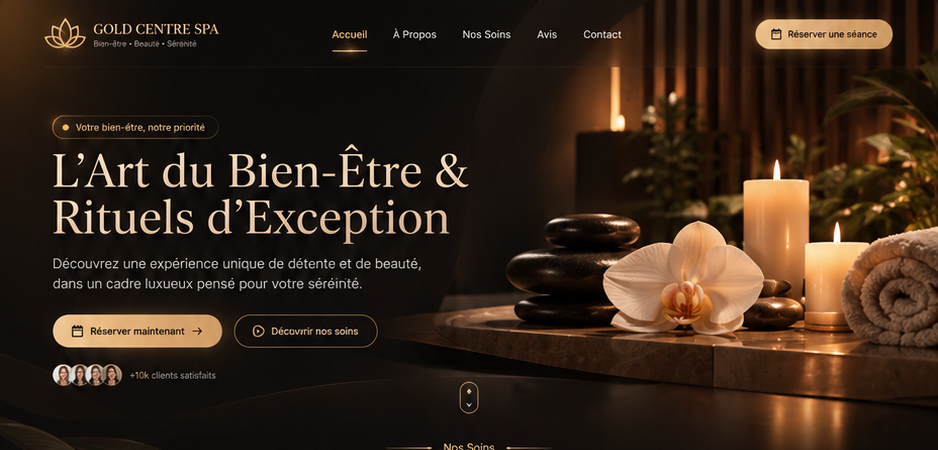 GOLD CENTRE SPA
Bien-être • Beauté • Sérénité
Accueil
À Propos
Nos Soins
Avis
Contact
Réserver une séance
Votre bien-être, notre priorité
L'Art du Bien-Être &
Rituels d'Exception
Découvrez une expérience unique de détente et de beauté,
dans un cadre luxueux pensé pour votre séréinté.
Réserver maintenant →
Découvrir nos soins
+10k clients satisfaits
Nos Soins